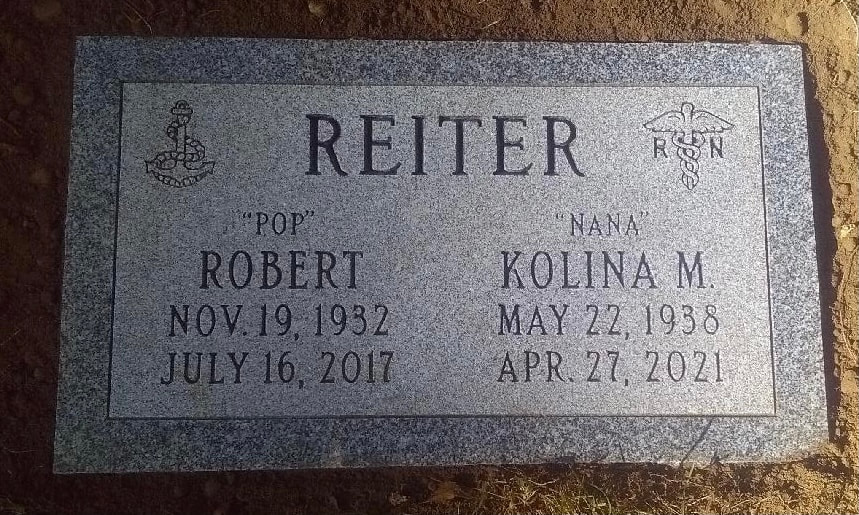 REITER
R N
"POP"
ROBERT
NOV. 19, 1932
JULY 16, 2017
"NANA"
KOLINA M.
MAY 22, 1938
APR. 27, 2021